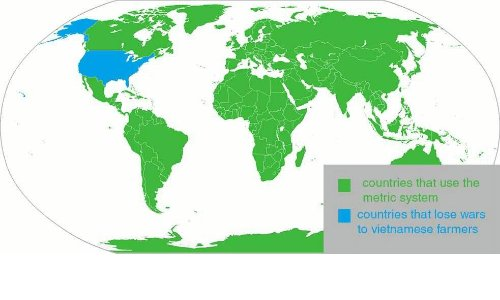 countries that use the
metric system
countries that lose wars
to vietnamese farmers